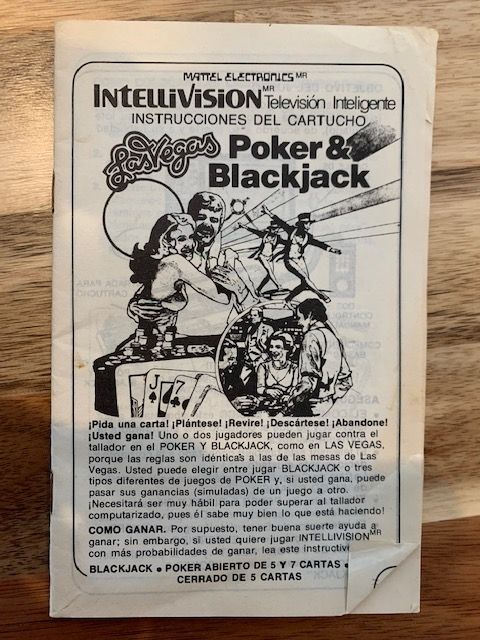 MATTEL ELECTRONICS MR
INTELLIVISION MR Televisión Inteligente
INSTRUCCIONES DEL CARTUCHO
Las Vegas Poker &
Blackjack
J 7
¡Pida una carta! ¡Plántese! ¡Revire! ¡Descártese! ¡Abandone!
¡Usted gana! Uno o dos jugadores pueden jugar contra el
tallador en el POKER Y BLACKJACK, como en LAS VEGAS,
porque las reglas son idénticas a las de las mesas de Las
Vegas. Usted puede elegir entre jugar BLACKJACK o tres
tipos diferentes de juegos de POKER y, si usted gana, puede
pasar sus ganancias (simuladas) de un juego a otro.
¡Necesitará ser muy hábil para poder superar al tallador
computarizado, pues él sabe muy bien lo que está haciendo!
COMO GANAR. Por supuesto, tener buena suerte ayuda a
ganar; sin embargo, si usted quiere jugar INTELLIVISION MR
con más probabilidades de ganar, lea este instructivo
BLACKJACK • POKER ABIERTO DE 5 Y 7 CARTAS •
CERRADO DE 5 CARTAS